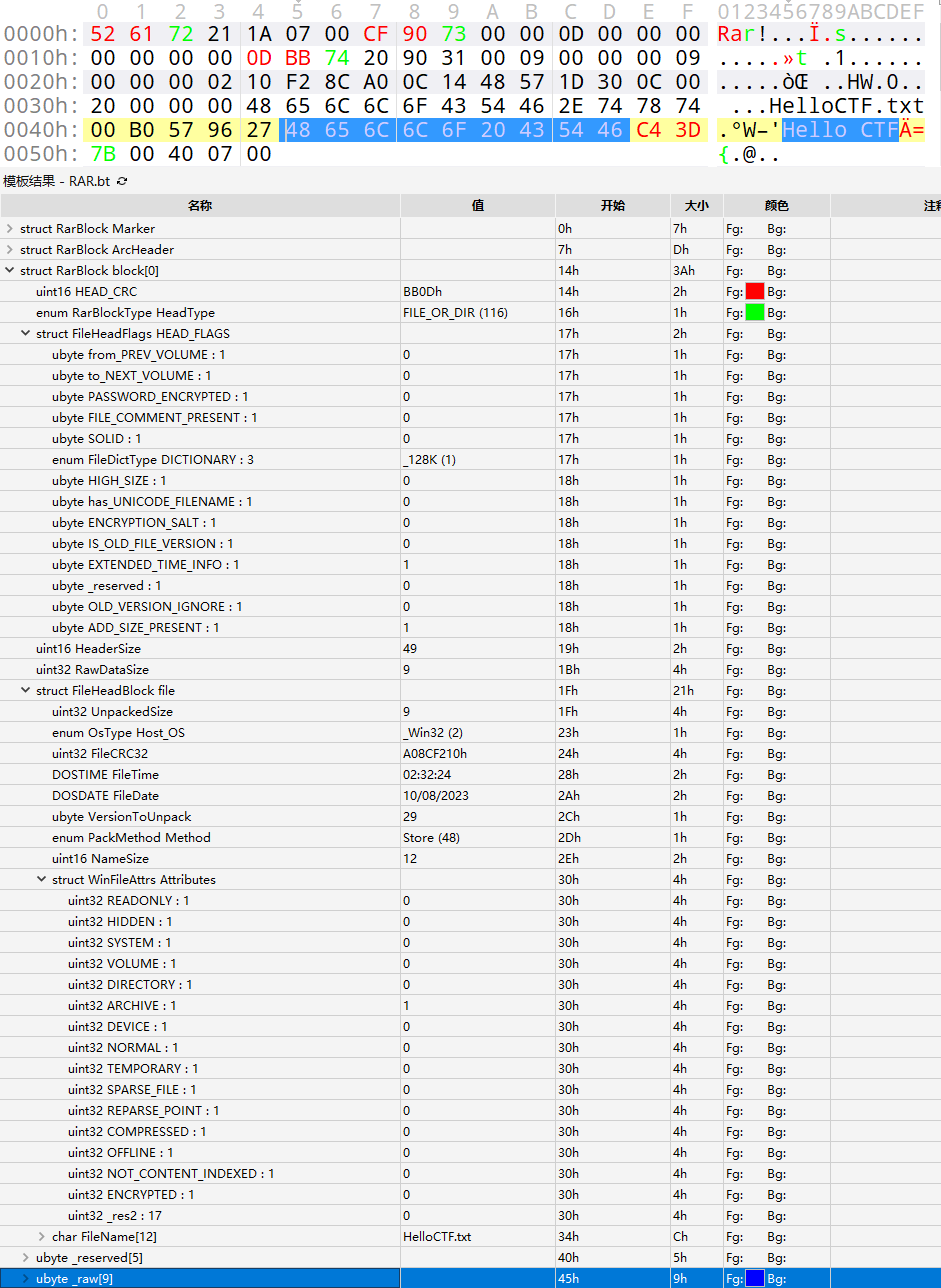 0 1 2 3 4 5 6 7 8 9 A B C D E F 0123456789ABCDEF
0000h: 52 61 72 21 1A 07 00 CF 90 73 00 00 0D 00 00 00 Rar!...Ï.s......
0010h: 00 00 00 02 0D BB 74 20 90 31 00 09 00 00 00 09 .....»t .1......
0020h: 00 00 00 02 10 F2 8C A0 0C 14 48 57 1D 30 0C 00 .....òŒ ..HW.0..
0030h: 20 00 00 00 48 65 6C 6C 6F 43 54 46 2E 74 78 74 ...HelloCTF.txt
0040h: 00 B0 57 96 27 48 65 6C 6C 6F 20 43 54 46 C4 3D .°W–'Hello CTFÄ=
0050h: 7B 00 40 07 00 {.@..
模板结果 - RAR.bt
名称 值 开始 大小 颜色
struct RarBlock Marker 0h 7h Fg: Bg:
struct RarBlock ArcHeader 7h Dh Fg: Bg:
struct RarBlock block[0] 14h 3Ah Fg: Bg:
uint16 HEAD_CRC BB0Dh 14h 2h Fg: Bg:
enum RarBlockType HeadType FILE_OR_DIR (116) 16h 1h Fg: Bg:
struct FileHeadFlags HEAD_FLAGS 17h 2h Fg: Bg:
ubyte from_PREV_VOLUME : 1 0 17h 1h Fg: Bg:
ubyte to_NEXT_VOLUME : 1 0 17h 1h Fg: Bg:
ubyte PASSWORD_ENCRYPTED : 1 0 17h 1h Fg: Bg:
ubyte FILE_COMMENT_PRESENT : 1 0 17h 1h Fg: Bg:
ubyte SOLID : 1 0 17h 1h Fg: Bg:
enum FileDictType DICTIONARY : 3 _128K (1) 17h 1h Fg: Bg:
ubyte HIGH_SIZE : 1 0 18h 1h Fg: Bg:
ubyte has_UNICODE_FILENAME : 1 0 18h 1h Fg: Bg:
ubyte ENCRYPTION_SALT : 1 0 18h 1h Fg: Bg:
ubyte IS_OLD_FILE_VERSION : 1 0 18h 1h Fg: Bg:
ubyte EXTENDED_TIME_INFO : 1 1 18h 1h Fg: Bg:
ubyte _reserved : 1 0 18h 1h Fg: Bg:
ubyte OLD_VERSION_IGNORE : 1 0 18h 1h Fg: Bg:
ubyte ADD_SIZE_PRESENT : 1 1 18h 1h Fg: Bg:
uint16 HeaderSize 49 19h 2h Fg: Bg:
uint32 RawDataSize 9 1Bh 4h Fg: Bg:
struct FileHeadBlock file 1Fh 21h Fg: Bg:
uint32 UnpackedSize 9 1Fh 4h Fg: Bg:
enum OsType Host_OS _Win32 (2) 23h 1h Fg: Bg:
uint32 FileCRC32 A08CF210h 24h 4h Fg: Bg:
DOSTIME FileTime 02:32:24 28h 2h Fg: Bg:
DOSDATE FileDate 10/08/2023 2Ah 2h Fg: Bg:
ubyte VersionToUnpack 29 2Ch 1h Fg: Bg:
enum PackMethod Method Store (48) 2Dh 1h Fg: Bg:
uint16 NameSize 12 2Eh 2h Fg: Bg:
struct WinFileAttrs Attributes 30h 4h Fg: Bg:
uint32 READONLY : 1 0 30h 4h Fg: Bg:
uint32 HIDDEN : 1 0 30h 4h Fg: Bg:
uint32 SYSTEM : 1 0 30h 4h Fg: Bg:
uint32 VOLUME : 1 0 30h 4h Fg: Bg:
uint32 DIRECTORY : 1 0 30h 4h Fg: Bg:
uint32 ARCHIVE : 1 1 30h 4h Fg: Bg:
uint32 DEVICE : 1 0 30h 4h Fg: Bg:
uint32 NORMAL : 1 0 30h 4h Fg: Bg:
uint32 TEMPORARY : 1 0 30h 4h Fg: Bg:
uint32 SPARSE_FILE : 1 0 30h 4h Fg: Bg:
uint32 REPARSE_POINT : 1 0 30h 4h Fg: Bg:
uint32 COMPRESSED : 1 0 30h 4h Fg: Bg:
uint32 OFFLINE : 1 0 30h 4h Fg: Bg:
uint32 NOT_CONTENT_INDEXED : 1 0 30h 4h Fg: Bg:
uint32 ENCRYPTED : 1 0 30h 4h Fg: Bg:
uint32 _res2 : 17 0 30h 4h Fg: Bg:
char FileName[12] HelloCTF.txt 34h Ch Fg: Bg:
ubyte _reserved[5] 40h 5h Fg: Bg:
ubyte _raw[9] 45h 9h Fg: Bg: